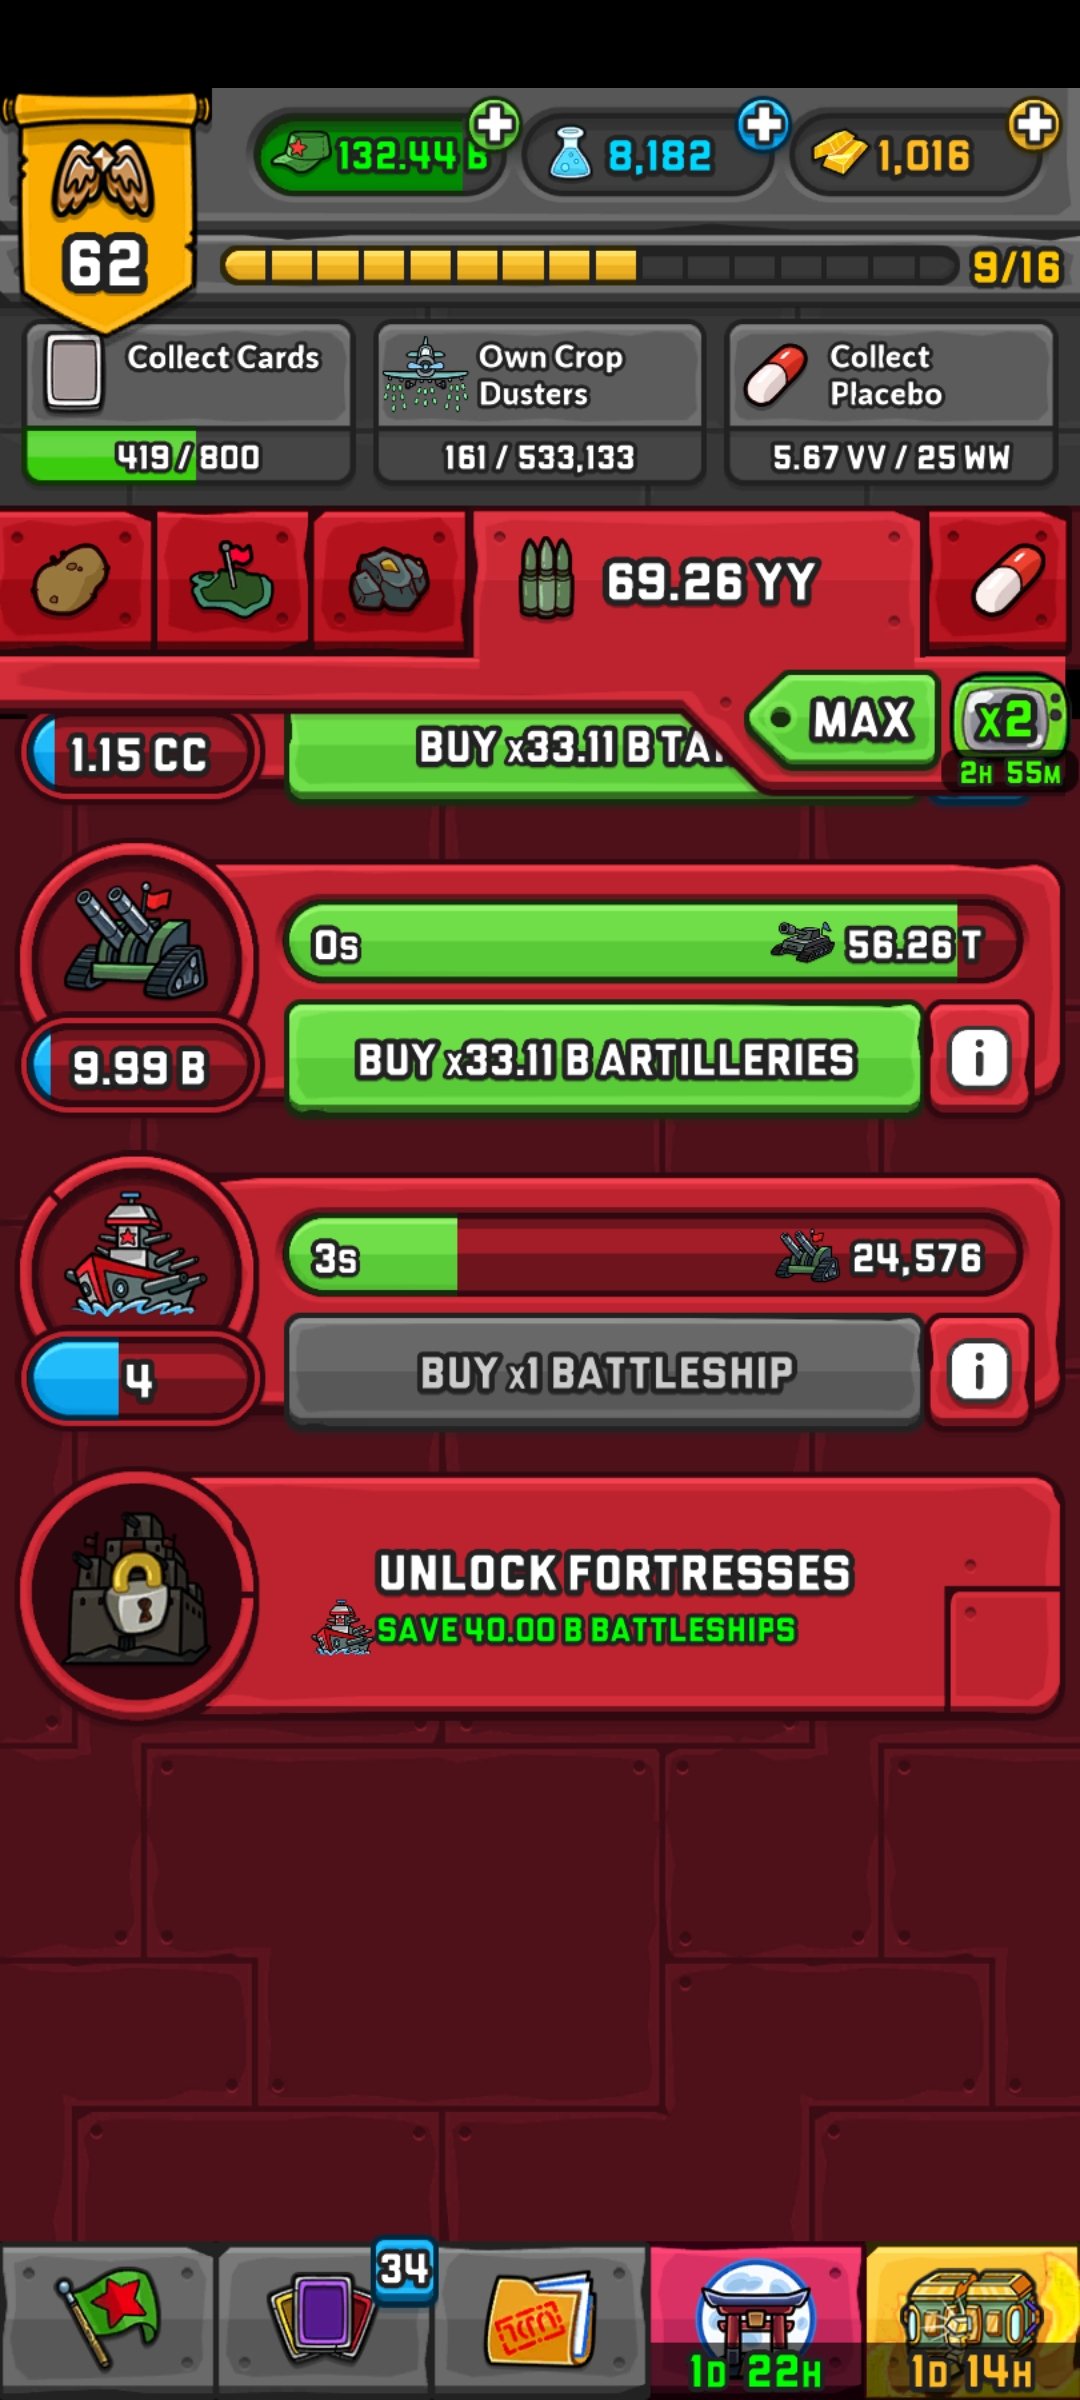 132.44 B
8,182
1,016
62
9/16
Collect Cards
419 / 800
Own Crop
Dusters
161 / 533,133
Collect
Placebo
5.67 VV / 25 WW
69.26 YY
MAX
x2
2H 55M
1.15 CC
BUY x33.11 B
0s
56.26 T
9.99 B
BUY x33.11 B ARTILLERIES
i
3s
24,576
4
BUY x1 BATTLESHIP
i
UNLOCK FORTRESSES
SAVE 40.00 B BATTLESHIPS
34
1D 22H
1D 14H